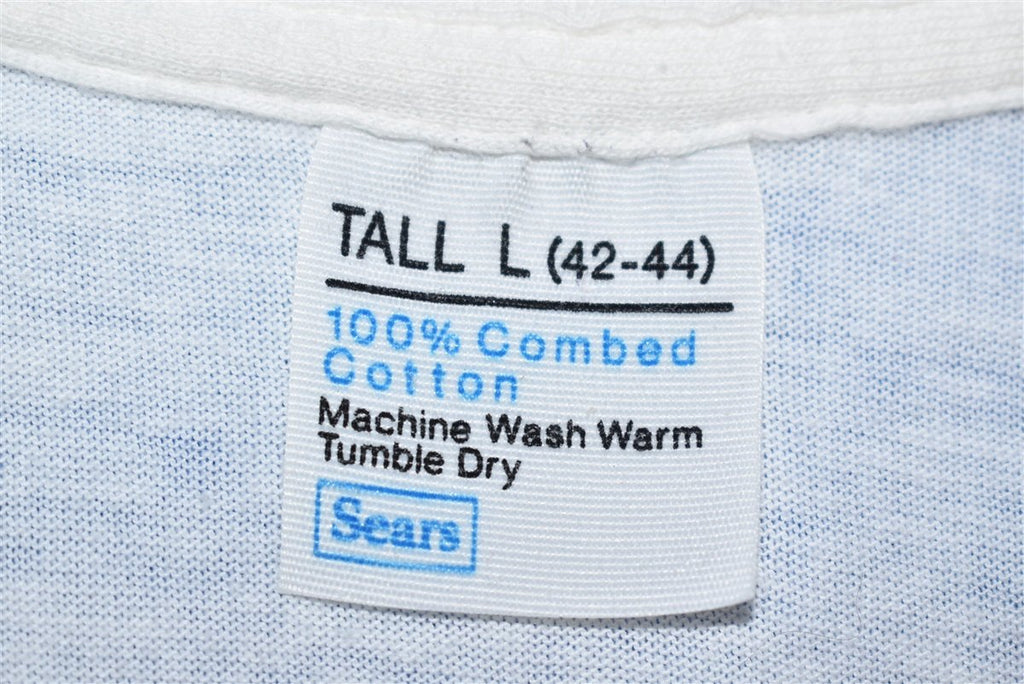 TALL L (42-44)
100% Combed
Cotton
Machine Wash Warm
Tumble Dry
Sears